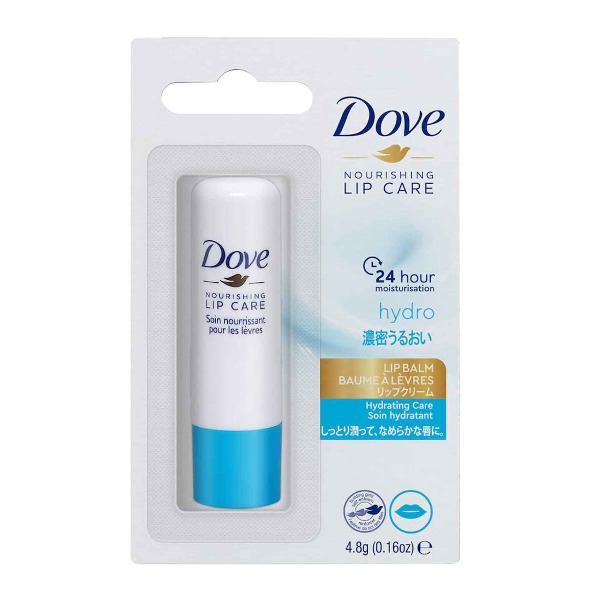 Dove
NOURISHING
LIP CARE
24 hour
moisturisation
hydro
濃密うるおい
LIP BALM
BAUME À LÈVRES
リップクリーム
Hydrating Care
Soin hydratant
しっとり潤って、なめらかな唇に。
4.8g (0.16oz) ℮
Dove
NOURISHING
LIP CARE
Soin nourrissant
pour les lèvres